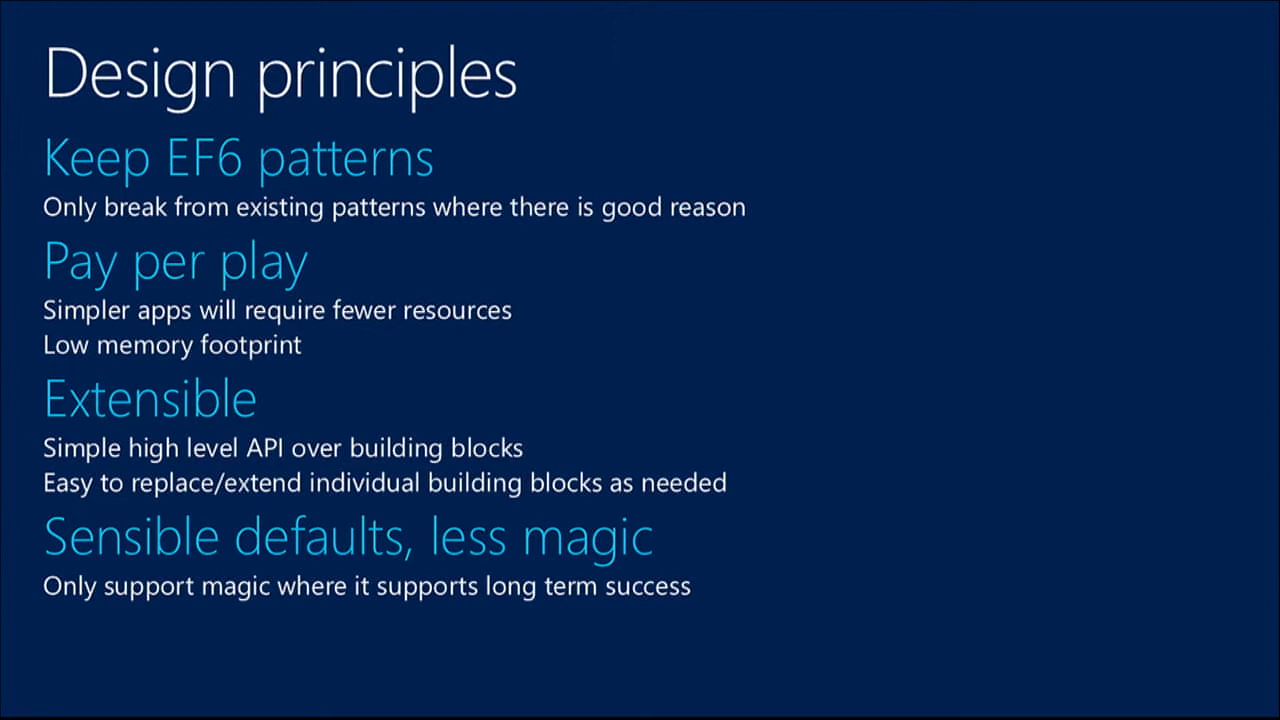 Design principles
Keep EF6 patterns
Only break from existing patterns where there is good reason
Pay per play
Simpler apps will require fewer resources
Low memory footprint
Extensible
Simple high level API over building blocks
Easy to replace/extend individual building blocks as needed
Sensible defaults, less magic
Only support magic where it supports long term success